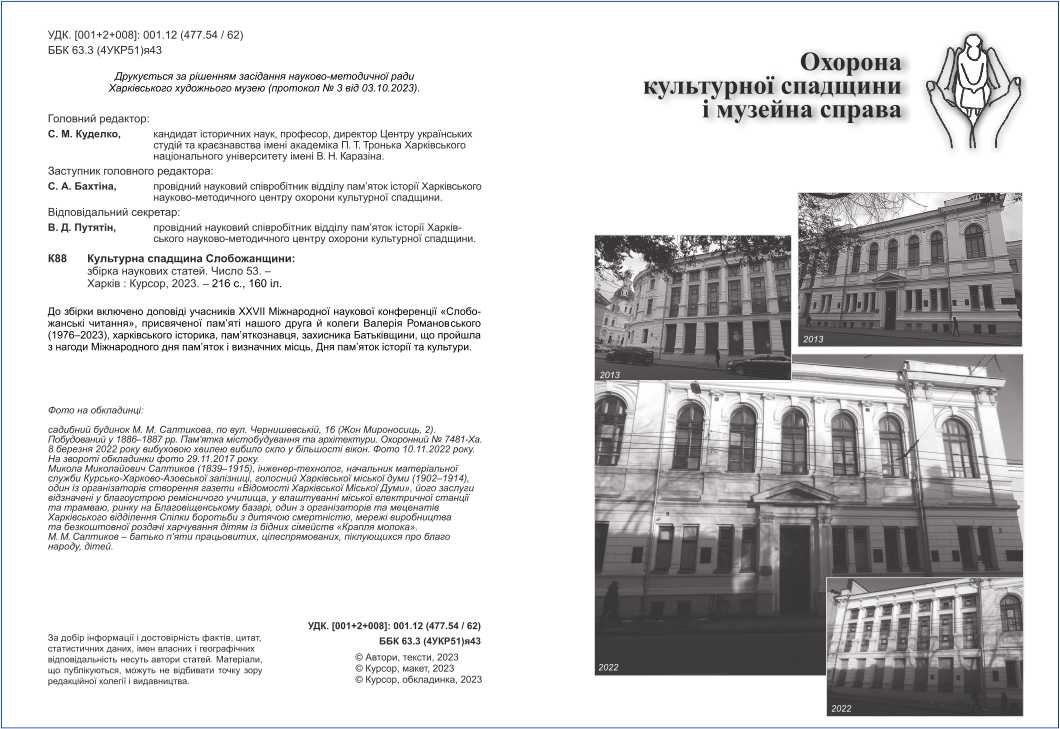 УДК. [001+2+008]: 001.12 (477.54 / 62)
ББК 63.3 (4УКР51)я43
Друкується за рішенням засідання науково-методичної ради
Харківського художнього музею (протокол № 3 від 03.10.2023).
Головний редактор:
С. М. Куделко, кандидат історичних наук, професор, директор Центру українських
студій та краєзнавства імені академіка П. Т. Тронька Харківського
національного університету імені В. Н. Каразіна.
Заступник головного редактора:
С. А. Бахтіна, провідний науковий співробітник відділу пам’яток історії Харківського
науково-методичного центру охорони культурної спадщини.
Відповідальний секретар:
В. Д. Путятін, провідний науковий співробітник відділу пам’яток історії Харків-
ського науково-методичного центру охорони культурної спадщини.
К88 Культурна спадщина Слобожанщини:
збірка наукових статей. Число 53. –
Харків : Курсор, 2023. – 216 с., 160 іл.
До збірки включено доповіді учасників XXVII Міжнародної наукової конференції «Слобо-
жанські читання», присвяченої пам’яті нашого друга й колеги Валерія Романовського
(1976–2023), харківського історика, пам’яткознавця, захисника Батьківщини, що пройшла
з нагоди Міжнародного дня пам’яток і визначних місць, Дня пам’яток історії та культури.
Фото на обкладинці:
садибний будинок М. М. Салтикова, по вул. Чернишевській, 16 (Жон Мироносиць, 2).
Побудований у 1886–1887 рр. Пам’ятка містобудування та архітектури. Охоронний № 7481-Ха.
8 березня 2022 року вибуховою хвилею вибило скло у більшості вікон. Фото 10.11.2022 року.
На звороті обкладинки фото 29.11.2017 року.
Микола Миколайович Салтиков (1839–1915), інженер-технолог, начальник матеріальної
служби Курсько-Харково-Азовської залізниці, голосний Харківської міської думи (1902–1914),
один із організаторів створення газети «Відомості Харківської Міської Думи», його заслуги
відзначені у благоустрою ремісничого училища, у влаштуванні міської електричної станції
та трамваю, ринку на Благовіщенському базарі, один з організаторів та меценатів
Харківського відділення Спілки боротьби з дитячою смертністю, мережі виробництва
та безкоштовної роздачі харчування дітям із бідних сімейств «Крапля молока».
М. М. Салтиков – батько п’яти працьовитих, цілеспрямованих, піклующихся про благо
народу, дітей.
УДК. [001+2+008]: 001.12 (477.54 / 62)
ББК 63.3 (4УКР51)я43
За добір інформації і достовірність фактів, цитат,
статистичних даних, імен власних і географічних
відповідальність несуть автори статей. Матеріали,
що публікуються, можуть не відбивати точку зору
редакційної колегії і видавництва.
© Автори, тексти, 2023
© Курсор, макет, 2023
© Курсор, обкладинка, 2023
Охорона
культурної спадщини
і музейна справа
2013
2013
2022
2022